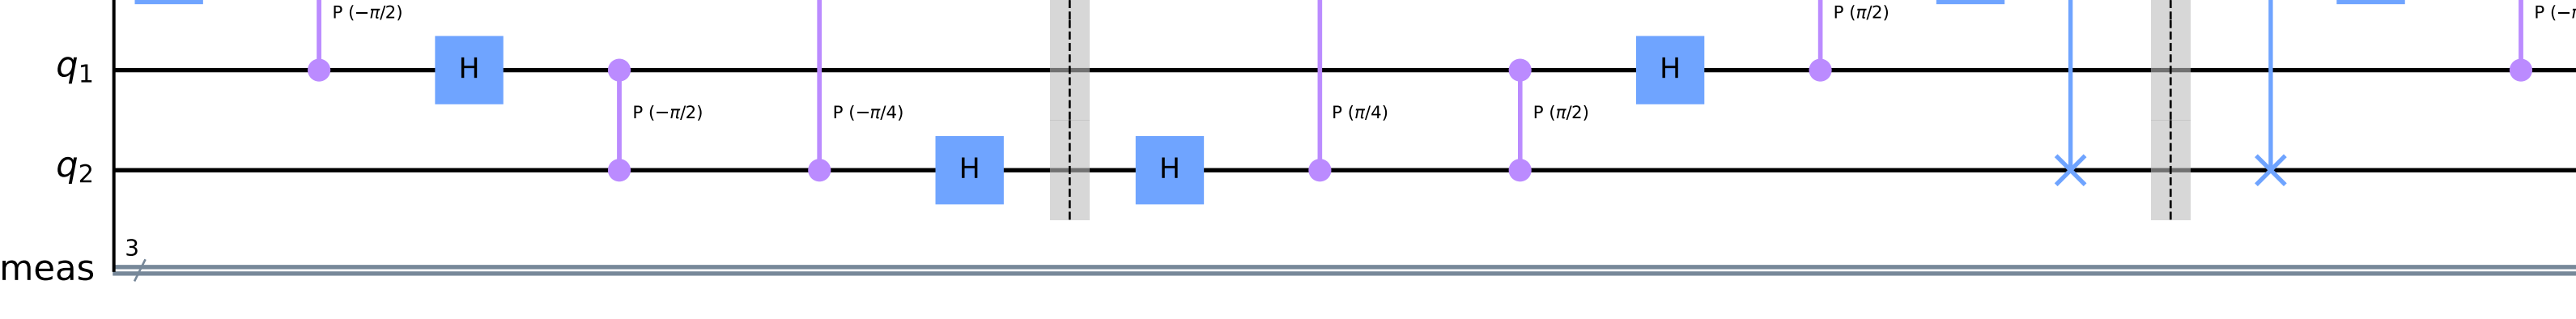 P (−π/2) P (π/2) P (−π
q₁ H H
P (−π/2) P (−π/4) P (π/4) P (π/2)
q₂ H H
3
meas